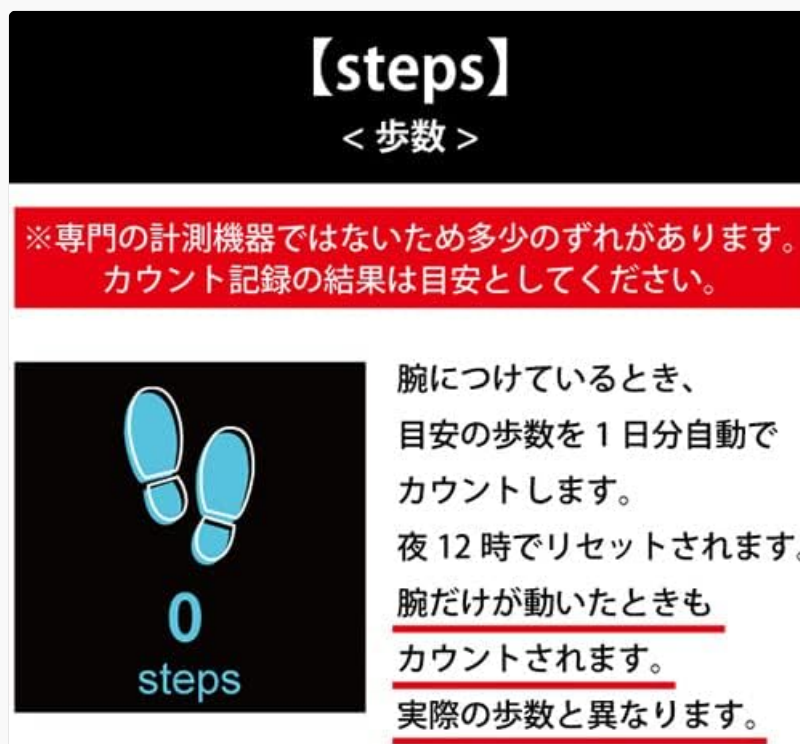 【steps】
<歩数>
※専門の計測機器ではないため多少のずれがあります。
カウント記録の結果は目安としてください。
0
steps
腕につけているとき、
目安の歩数を1日分自動で
カウントします。
夜12時でリセットされます。
腕だけが動いたときも
カウントされます。
実際の歩数と異なります。